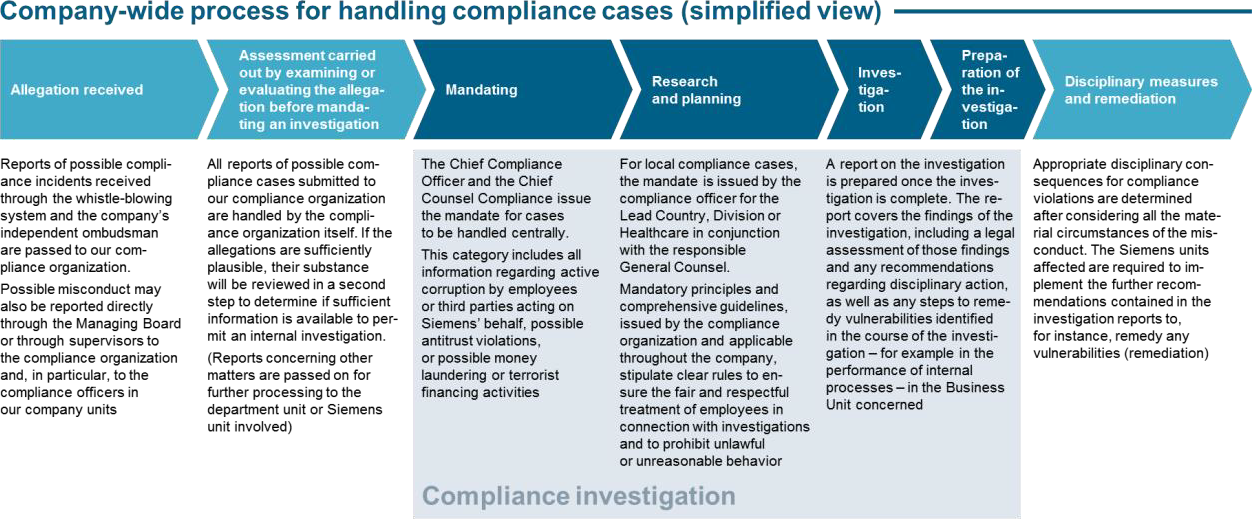 Company-wide process for handling compliance cases (simplified view)
Allegation received
Assessment carried
out by examining or
evaluating the allega-
tion before manda-
ting an investigation
Mandating
Research
and planning
Inves-
tiga-
tion
Prepa-
ration of
the in-
vestiga-
tion
Disciplinary measures
and remediation
Reports of possible compli-
ance incidents received
through the whistle-blowing
system and the company's
independent ombudsman
are passed to our com-
pliance organization.
Possible misconduct may
also be reported directly
through the Managing Board
or through supervisors to
the compliance organization
and, in particular, to the
compliance officers in
our company units
All reports of possible com-
pliance cases submitted to
our compliance organization
are handled by the compli-
ance organization itself. If the
allegations are sufficiently
plausible, their substance
will be reviewed in a second
step to determine if sufficient
information is available to per-
mit an internal investigation.
(Reports concerning other
matters are passed on for
further processing to the
department unit or Siemens
unit involved)
The Chief Compliance
Officer and the Chief
Counsel Compliance issue
the mandate for cases
to be handled centrally.
This category includes all
information regarding active
corruption by employees
or third parties acting on
Siemens' behalf, possible
antitrust violations,
or possible money
laundering or terrorist
financing activities
For local compliance cases,
the mandate is issued by the
compliance officer for the
Lead Country, Division or
Healthcare in conjunction
with the responsible
General Counsel.
Mandatory principles and
comprehensive guidelines,
issued by the compliance
organization and applicable
throughout the company,
stipulate clear rules to en-
sure the fair and respectful
treatment of employees in
connection with investigations
and to prohibit unlawful
or unreasonable behavior
A report on the investigation
is prepared once the inves-
tigation is complete. The re-
port covers the findings of the
investigation, including a legal
assessment of those findings
and any recommendations
regarding disciplinary action,
as well as any steps to reme-
dy vulnerabilities identified
in the course of the investi-
gation – for example in the
performance of internal
processes – in the Business
Unit concerned
Appropriate disciplinary con-
sequences for compliance
violations are determined
after considering all the mate-
rial circumstances of the mis-
conduct. The Siemens units
affected are required to im-
plement the further recom-
mendations contained in the
investigation reports to,
for instance, remedy any
vulnerabilities (remediation)
Compliance investigation